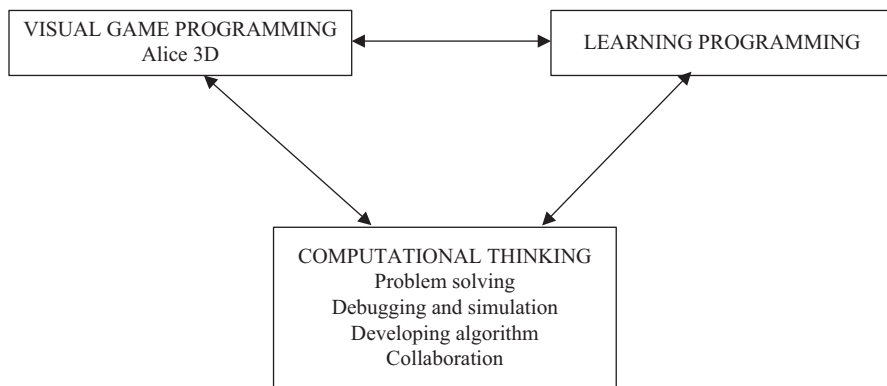 VISUAL GAME PROGRAMMING
Alice 3D
LEARNING PROGRAMMING
COMPUTATIONAL THINKING
Problem solving
Debugging and simulation
Developing algorithm
Collaboration